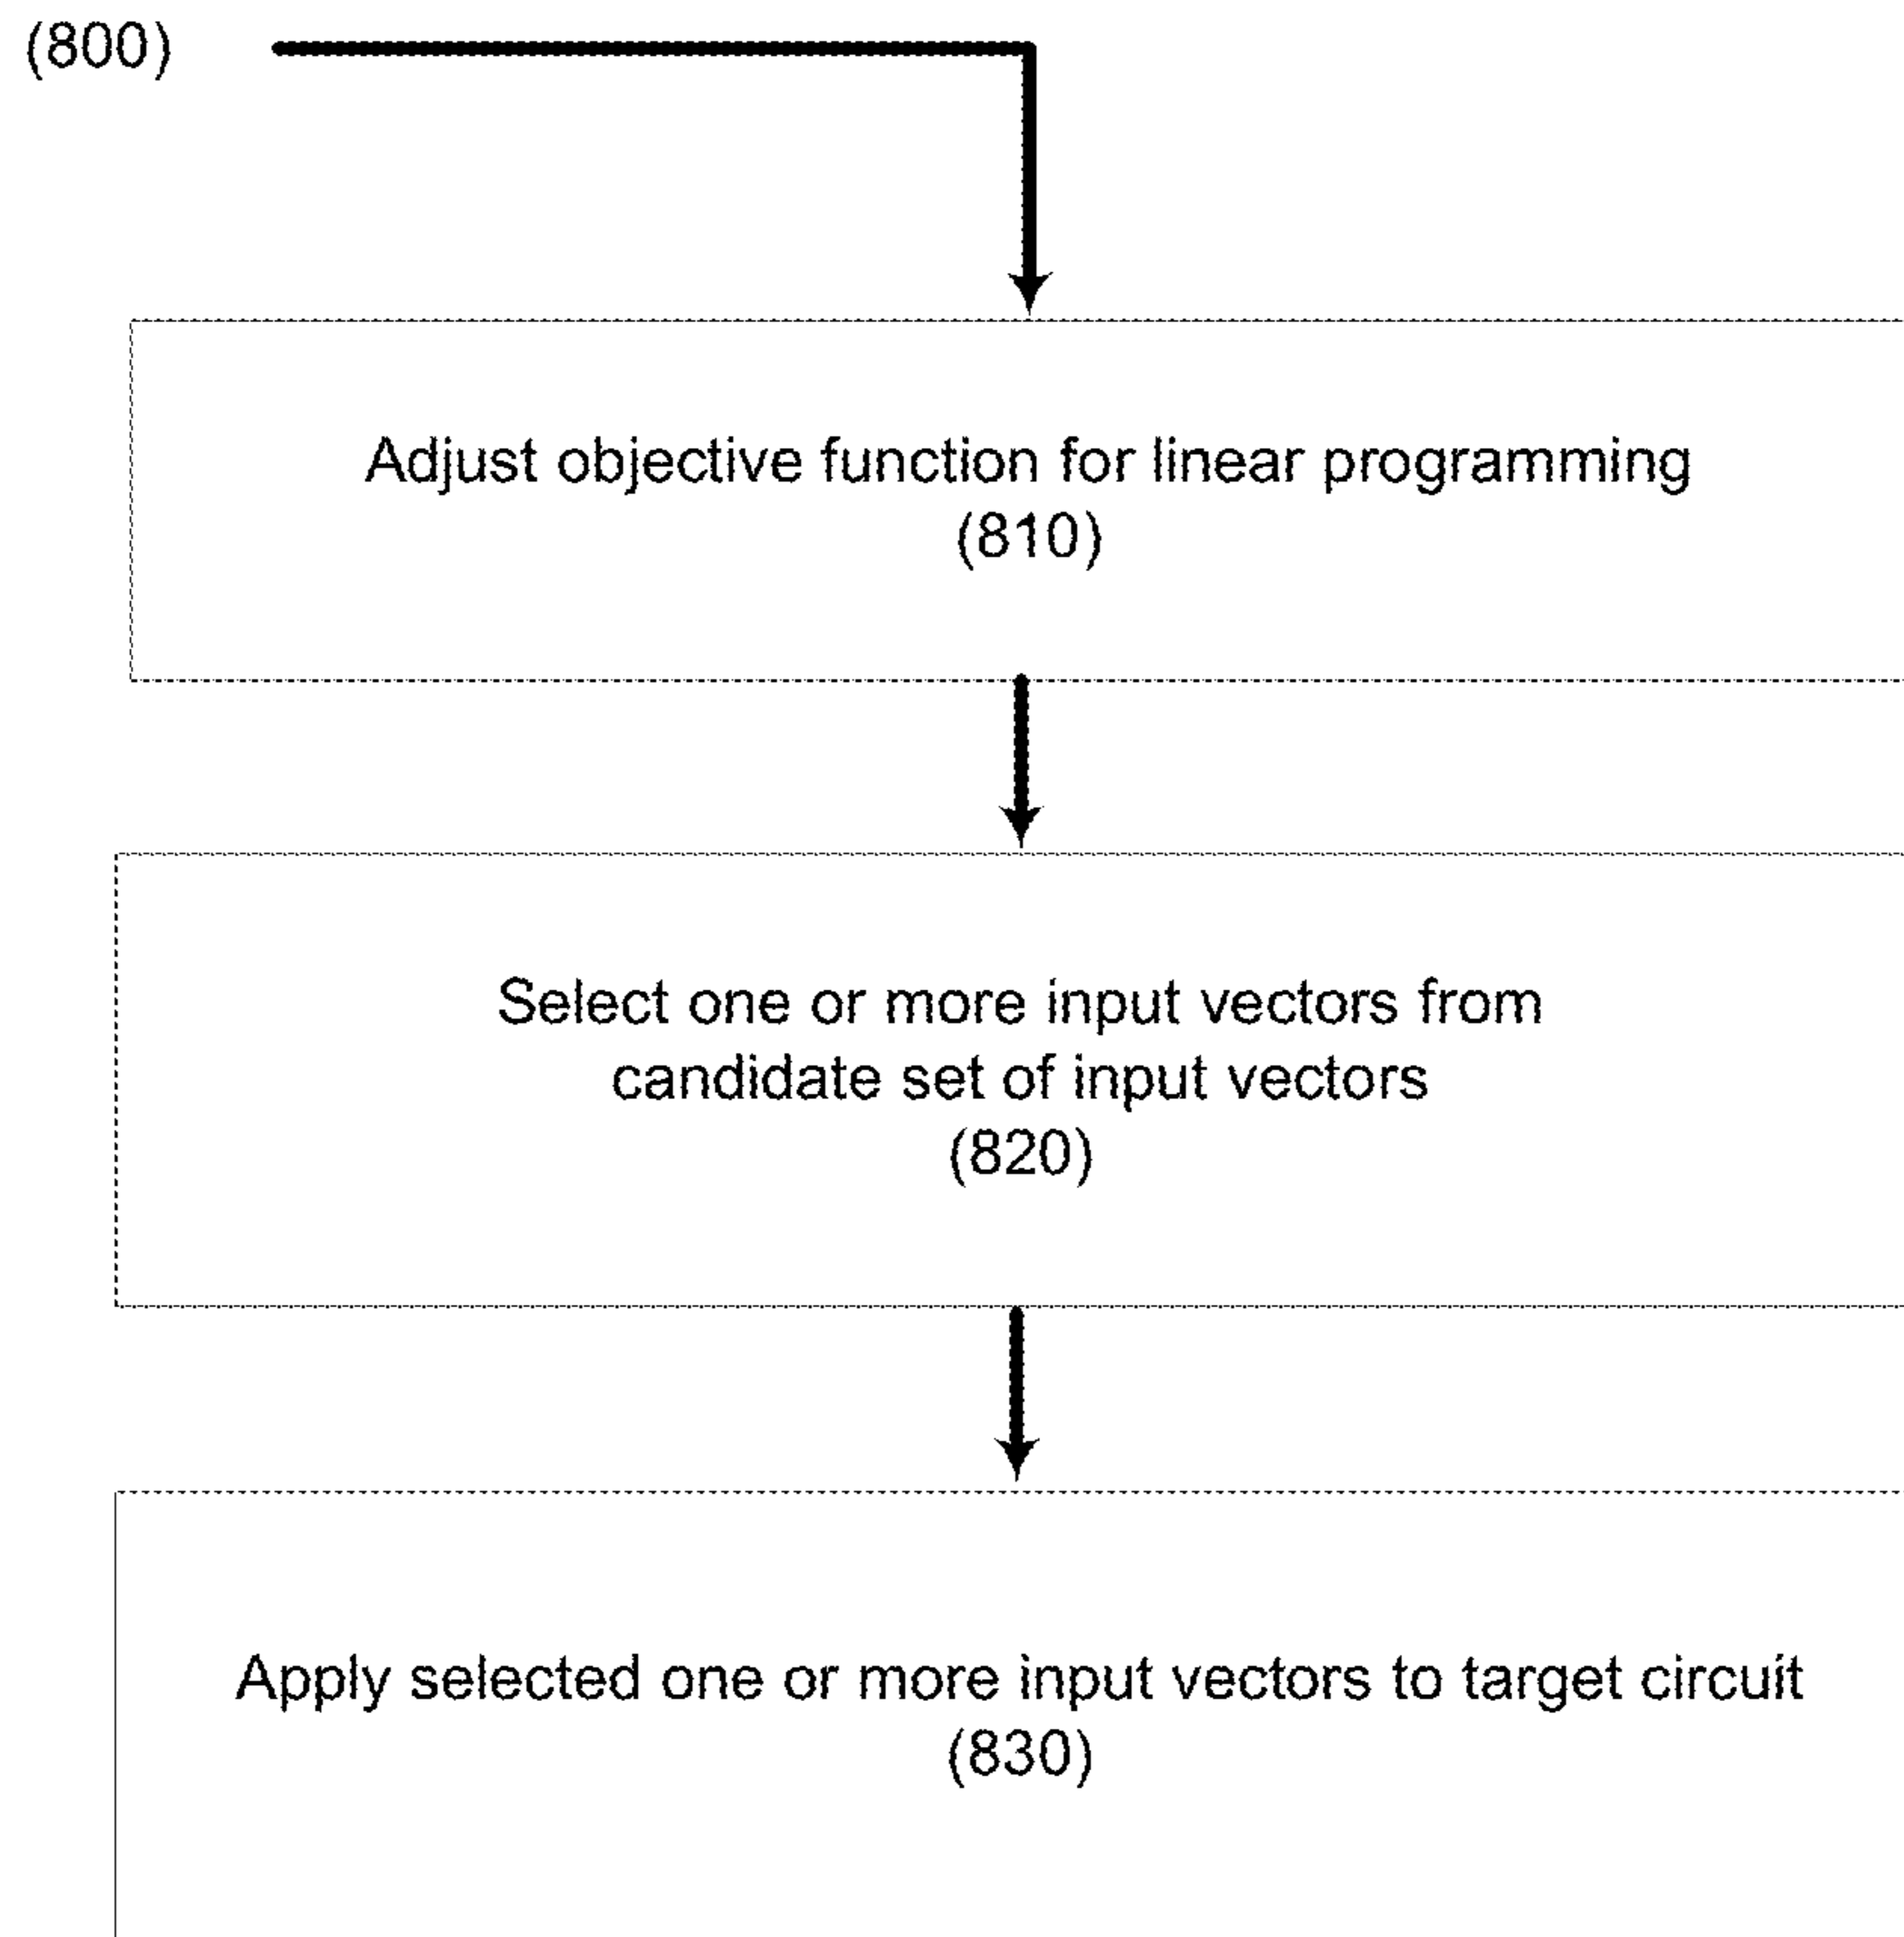 (800)
Adjust objective function for linear programming
(810)
Select one or more input vectors from
candidate set of input vectors
(820)
Apply selected one or more input vectors to target circuit
(830)